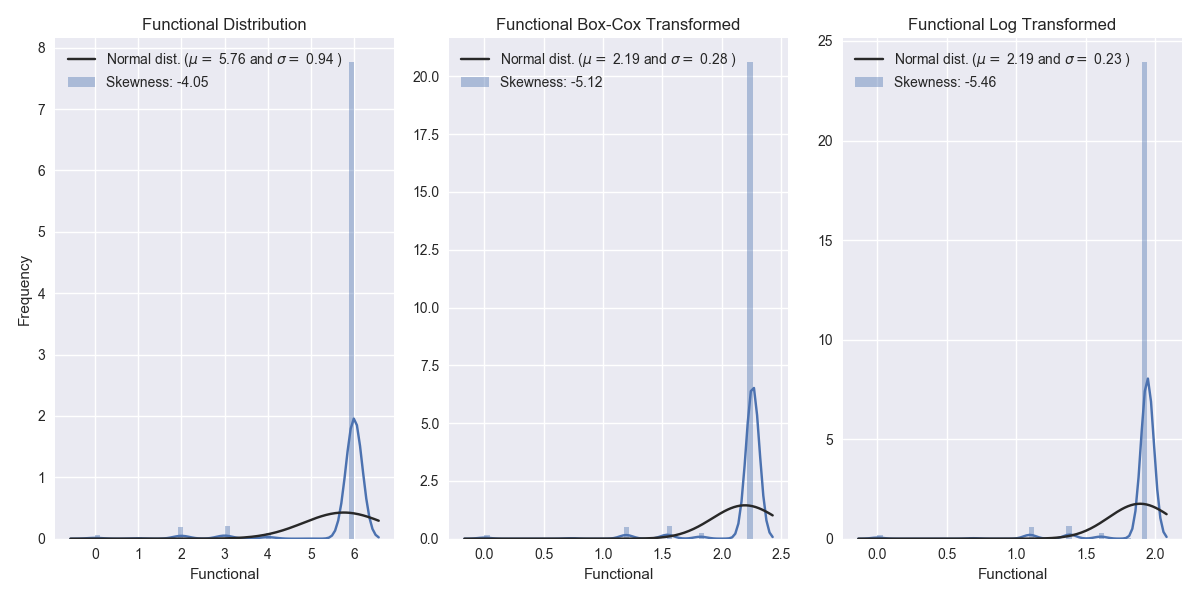 Functional Distribution
Normal dist. (μ = 5.76 and σ = 0.94 )
Skewness: -4.05
8
7
6
5
4
3
2
1
0
Frequency
0 1 2 3 4 5 6
Functional
Functional Box-Cox Transformed
Normal dist. (μ = 2.19 and σ = 0.28 )
Skewness: -5.12
20.0
17.5
15.0
12.5
10.0
7.5
5.0
2.5
0.0
0.0 0.5 1.0 1.5 2.0 2.5
Functional
Functional Log Transformed
Normal dist. (μ = 2.19 and σ = 0.23 )
Skewness: -5.46
25
20
15
10
5
0
0.0 0.5 1.0 1.5 2.0
Functional